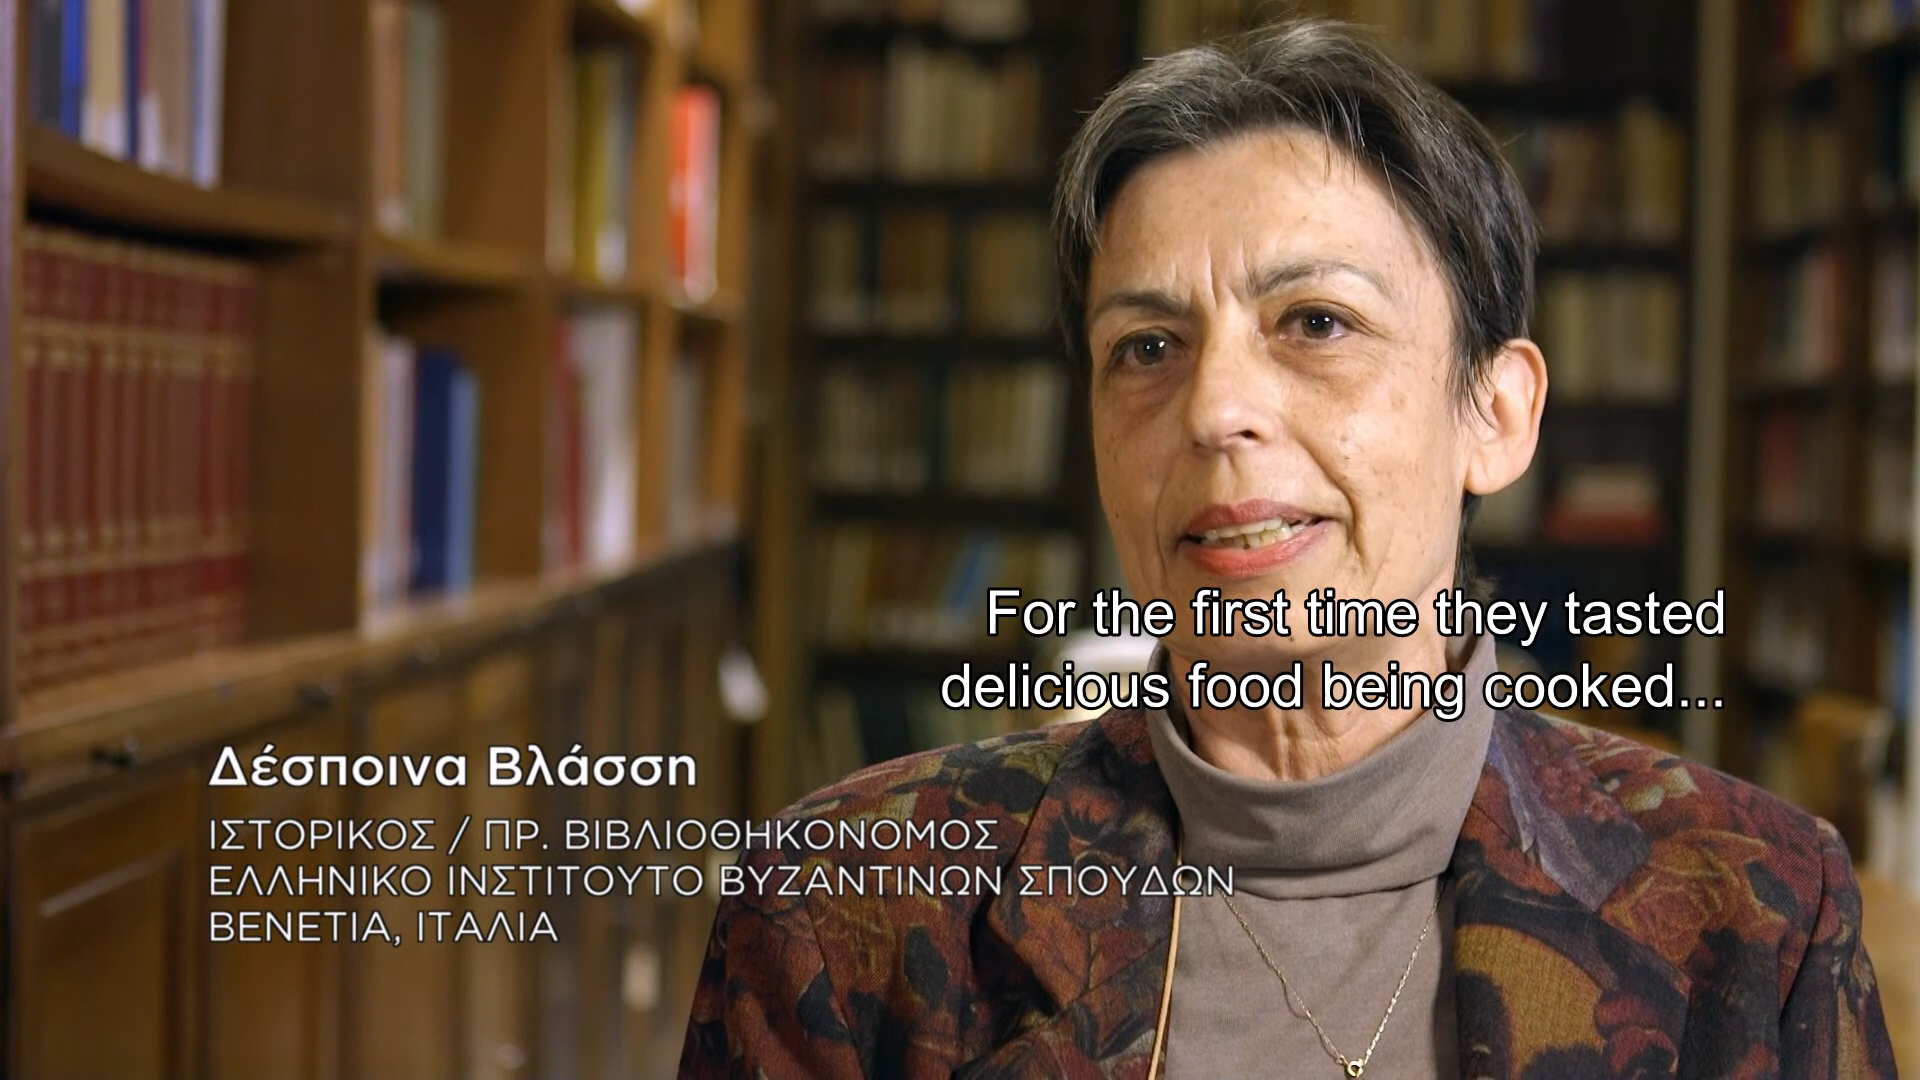 For the first time they tasted
delicious food being cooked...
Δέσποινα Βλάσση
ΙΣΤΟΡΙΚΟΣ / ΠΡ. ΒΙΒΛΙΟΘΗΚΟΝΟΜΟΣ
ΕΛΛΗΝΙΚΟ ΙΝΣΤΙΤΟΥΤΟ ΒΥΖΑΝΤΙΝΩΝ ΣΠΟΥΔΩΝ
ΒΕΝΕΤΙΑ, ΙΤΑΛΙΑ